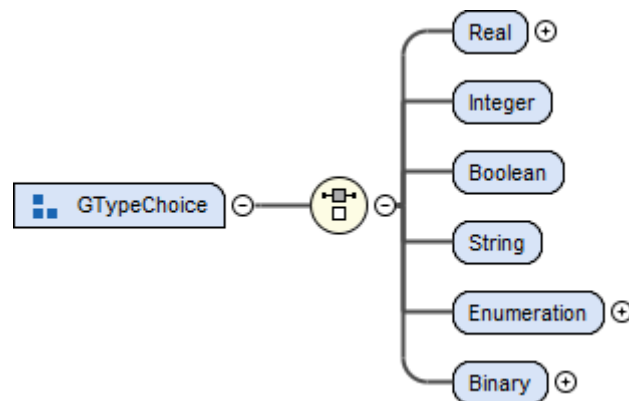 Real
Integer
Boolean
GTypeChoice
String
Enumeration
Binary